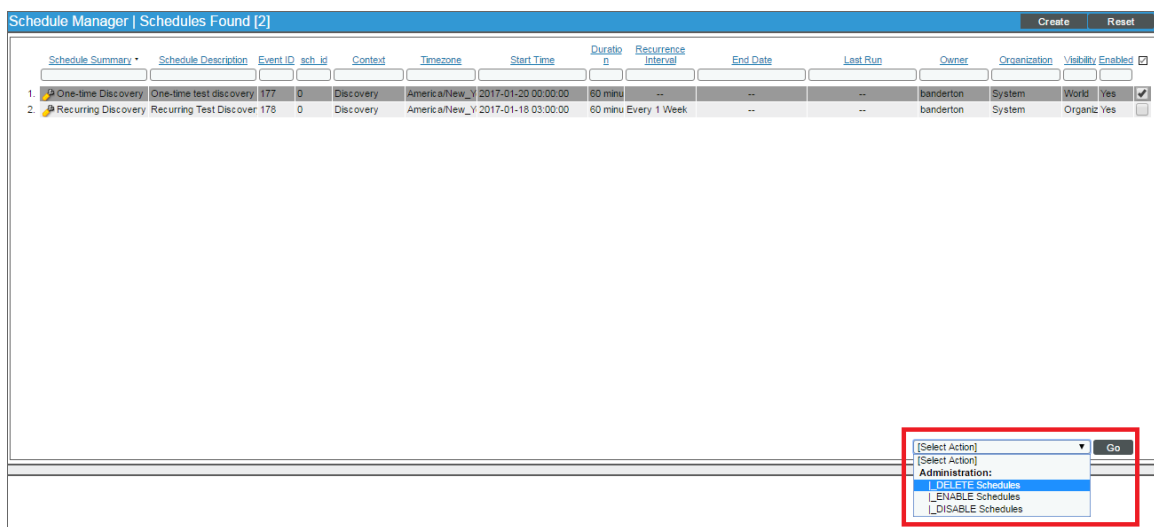 Schedule Manager | Schedules Found [2]
Create
Reset
Schedule Summary
Schedule Description
Event ID
sch_id
Context
Timezone
Start Time
Duratio
n
Recurrence
Interval
End Date
Last Run
Owner
Organization
Visibility
Enabled
1. One-time Discovery One-time test discovery 177 0 Discovery America/New_Y 2017-01-20 00:00:00 60 minu -- -- -- banderton System World Yes
2. Recurring Discovery Recurring Test Discover 178 0 Discovery America/New_Y 2017-01-18 03:00:00 60 minu Every 1 Week -- -- banderton System Organiz Yes
[Select Action]
Go
[Select Action]
Administration:
|_DELETE Schedules
|_ENABLE Schedules
|_DISABLE Schedules